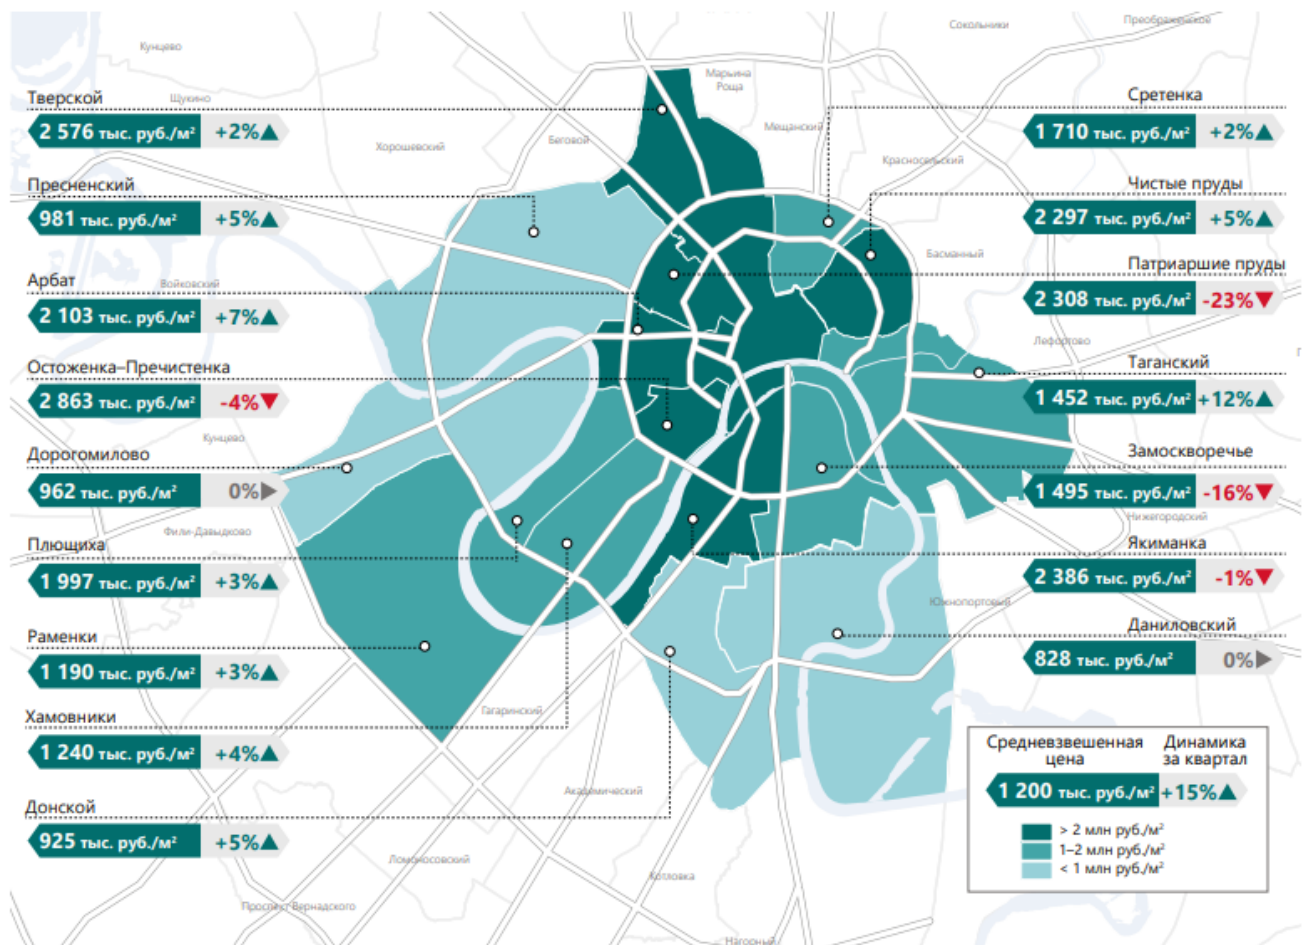 Сокольники
Преображенское
Кунцево
Марьина
Роща
Тверской
Щукино
Сретенка
2 576 тыс. руб./м²
+2%▲
Хорошевский
Беговой
Мещанский
Красносельский
1 710 тыс. руб./м²
+2%▲
Пресненский
Чистые пруды
981 тыс. руб./м²
+5%▲
2 297 тыс. руб./м²
+5%▲
Басманный
Арбат
Войковский
Патриаршие пруды
2 103 тыс. руб./м²
+7%▲
2 308 тыс. руб./м²
-23%▼
Лефортово
Остоженка–Пречистенка
Таганский
2 863 тыс. руб./м²
-4%▼
1 452 тыс. руб./м²
+12%▲
Кунцево
Дорогомилово
Замоскворечье
962 тыс. руб./м²
0%▶
1 495 тыс. руб./м²
-16%▼
Нижегородский
Фили-Давыдково
Плющиха
Якиманка
1 997 тыс. руб./м²
+3%▲
2 386 тыс. руб./м²
-1%▼
Южнопортовый
Раменки
Даниловский
1 190 тыс. руб./м²
+3%▲
828 тыс. руб./м²
0%▶
Хамовники
Гагаринский
1 240 тыс. руб./м²
+4%▲
Средневзвешенная
цена
Динамика
за квартал
1 200 тыс. руб./м²
+15%▲
> 2 млн руб./м²
1–2 млн руб./м²
< 1 млн руб./м²
Академический
Донской
925 тыс. руб./м²
+5%▲
Ломоносовский
Котловка
Проспект Вернадского
Нагорный